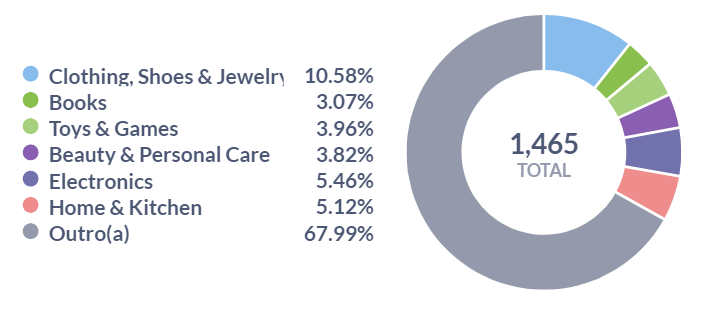 Clothing, Shoes & Jewelry 10.58%
Books 3.07%
Toys & Games 3.96%
Beauty & Personal Care 3.82%
Electronics 5.46%
Home & Kitchen 5.12%
Outro(a) 67.99%
1,465
TOTAL